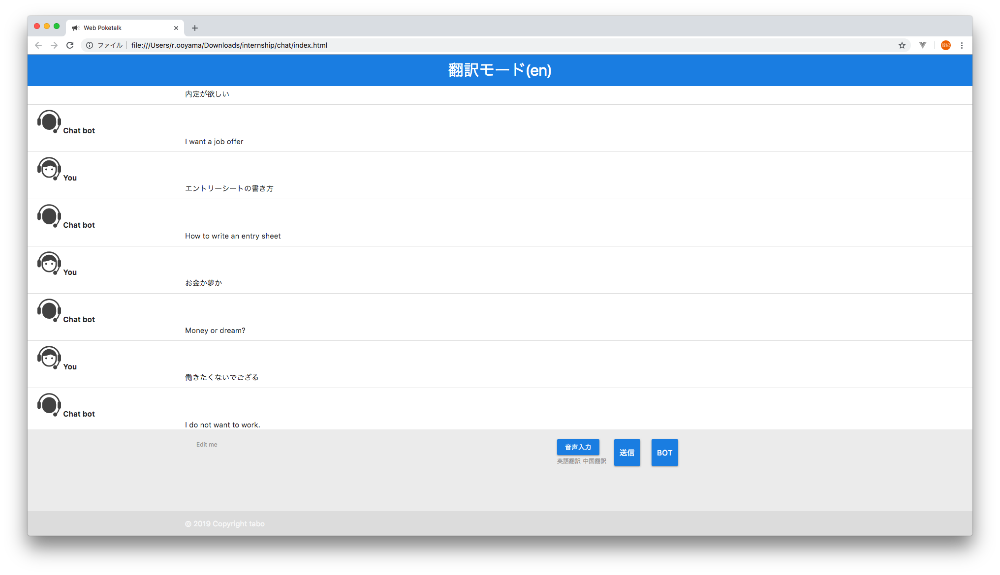 Web Poketalk
ファイル file:///Users/r.ooyama/Downloads/internship/chat/index.html
諒紀
翻訳モード(en)
内定が欲しい
Chat bot
I want a job offer
You
エントリーシートの書き方
Chat bot
How to write an entry sheet
You
お金か夢か
Chat bot
Money or dream?
You
働きたくないでござる
Chat bot
I do not want to work.
Edit me
音声入力
英語翻訳 中国翻訳
送信
BOT
© 2019 Copyright tabo